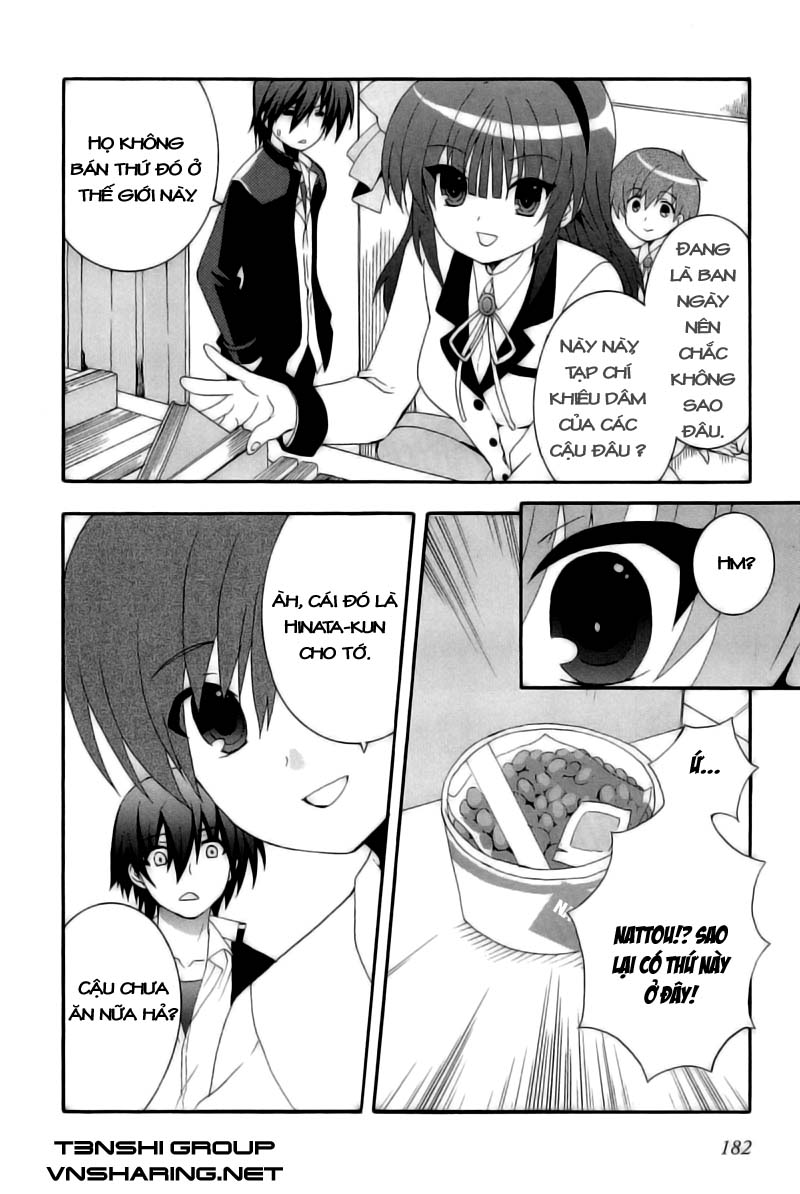 ĐANG
LÀ BAN
NGÀY
NÊN
CHẮC
KHÔNG
SAO
ĐÂU.
NÀY NÀY,
TẠP CHÍ
KHIÊU DÂM
CỦA CÁC
CẬU ĐÂU ?
HỌ KHÔNG
BÁN THỨ ĐÓ Ở
THẾ GIỚI NÀY.
HM?
Ứ...
NATTOU!? SAO
LẠI CÓ THỨ NÀY
Ở ĐÂY!
ÀH, CÁI ĐÓ LÀ
HINATA-KUN
CHO TỚ.
CẬU CHƯA
ĂN NỮA HẢ?
T3NSHI GROUP
VNSHARING.NET
182